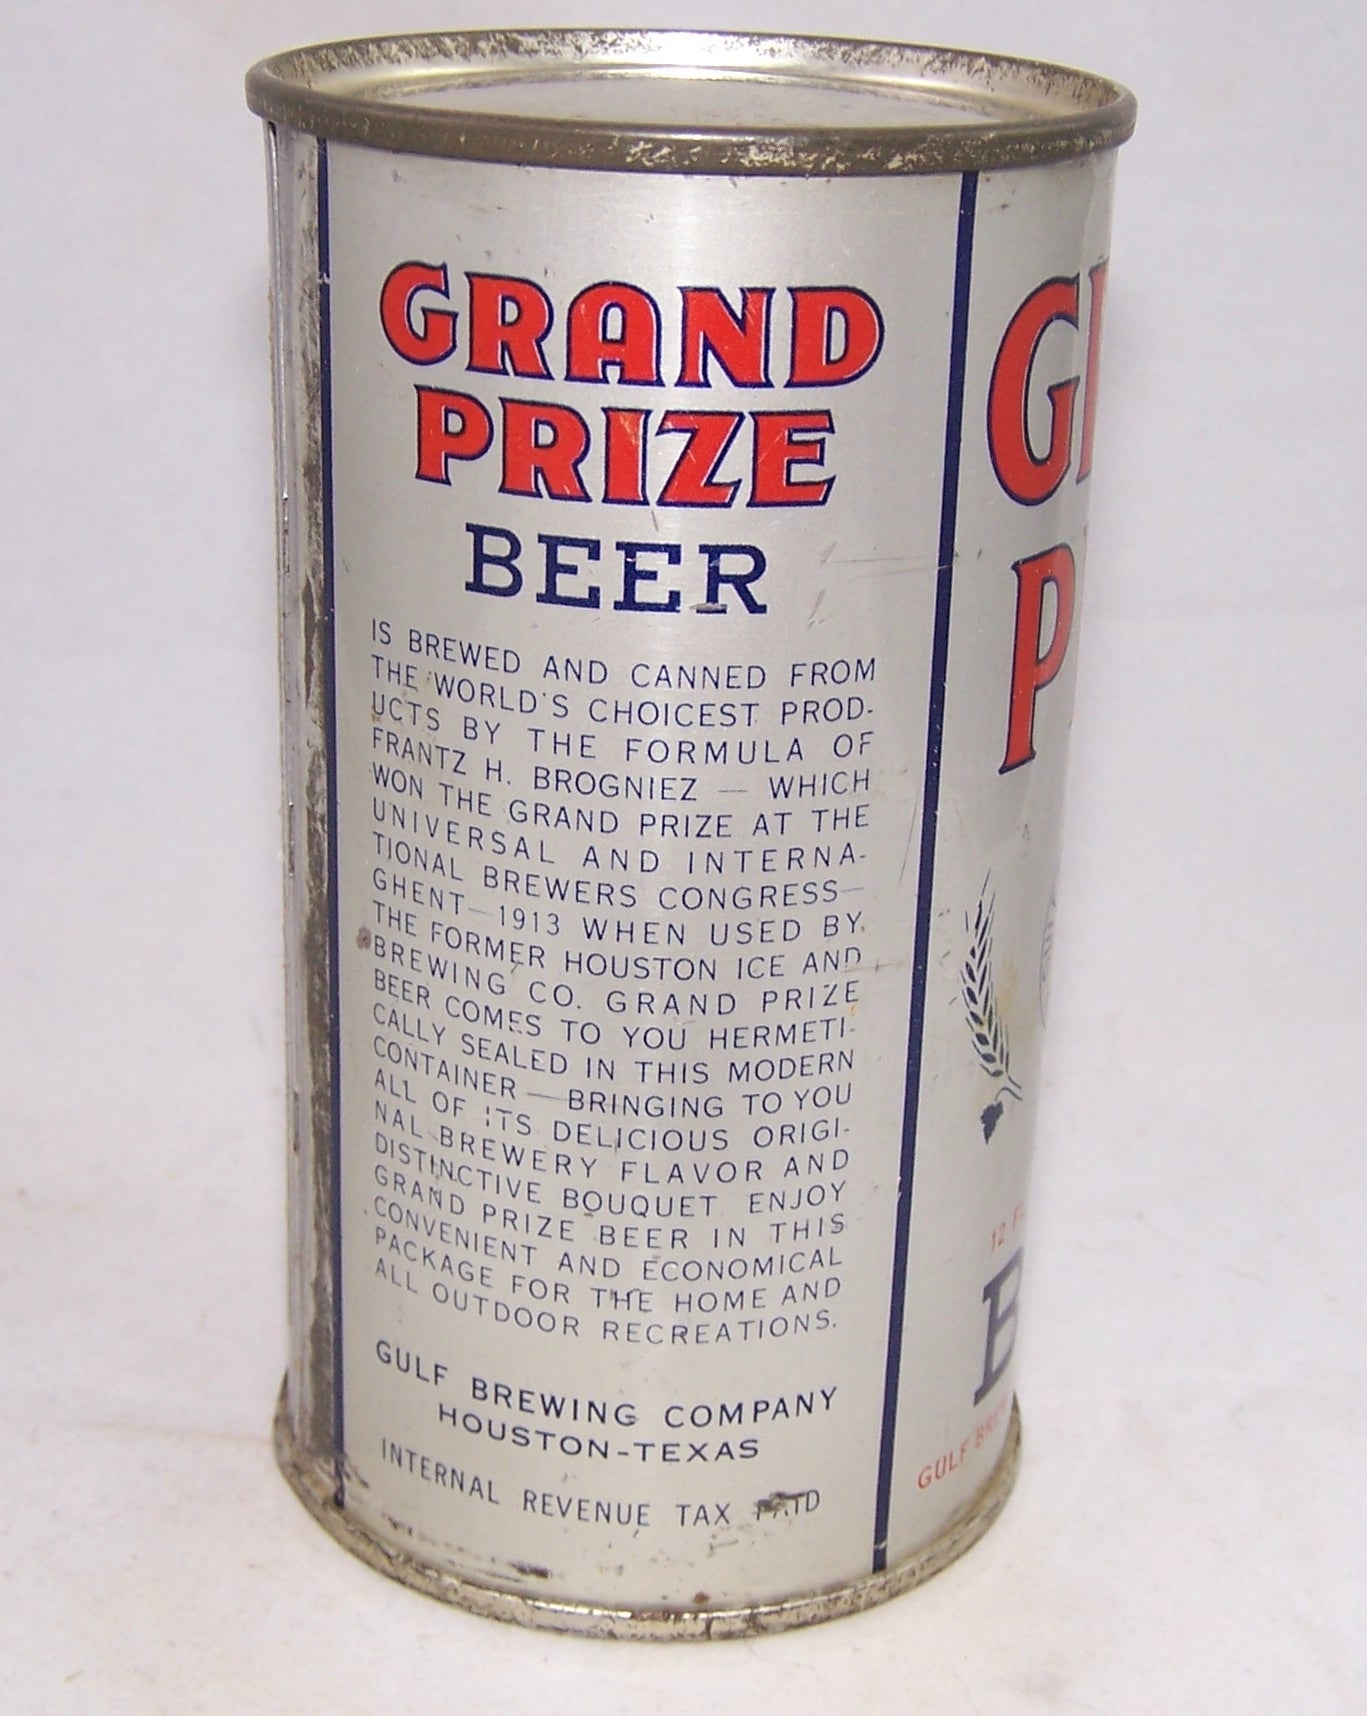 GRAND
PRIZE
BEER
IS BREWED AND CANNED FROM
THE WORLD'S CHOICEST PROD-
UCTS BY THE FORMULA OF
FRANTZ H. BROGNIEZ — WHICH
WON THE GRAND PRIZE AT THE
UNIVERSAL AND INTERNA-
TIONAL BREWERS CONGRESS—
GHENT—1913 WHEN USED BY
THE FORMER HOUSTON ICE AND
BREWING CO. GRAND PRIZE
BEER COMES TO YOU HERMETI-
CALLY SEALED IN THIS MODERN
CONTAINER—BRINGING TO YOU
ALL OF ITS DELICIOUS ORIGI-
NAL BREWERY FLAVOR AND
DISTINCTIVE BOUQUET ENJOY
GRAND PRIZE BEER IN THIS
CONVENIENT AND ECONOMICAL
PACKAGE FOR THE HOME AND
ALL OUTDOOR RECREATIONS.
GULF BREWING COMPANY
HOUSTON-TEXAS
INTERNAL REVENUE TAX PAID
G
P
12
B
GULF BRE